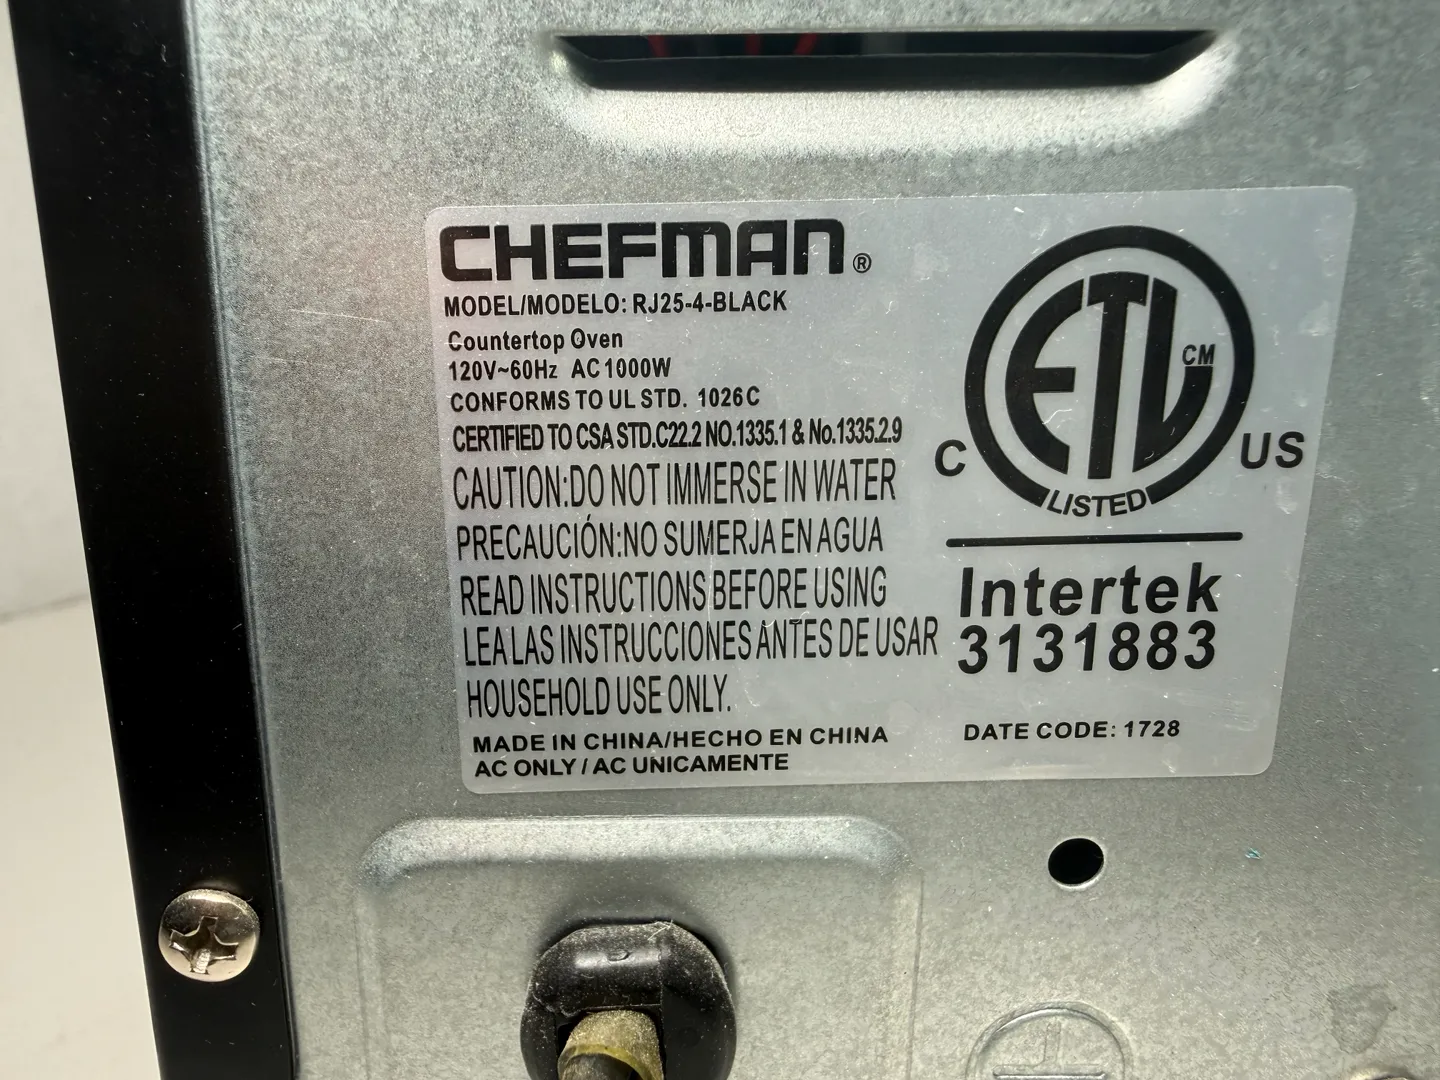 CHEFMAN®
MODEL/MODELO: RJ25-4-BLACK
Countertop Oven
120V~60Hz AC 1000W
CONFORMS TO UL STD. 1026 C
CERTIFIED TO CSA STD.C22.2 NO.1335.1 & No.1335.2.9
CAUTION:DO NOT IMMERSE IN WATER
PRECAUCIÓN:NO SUMERJA EN AGUA
READ INSTRUCTIONS BEFORE USING
LEA LAS INSTRUCCIONES ANTES DE USAR
HOUSEHOLD USE ONLY.
MADE IN CHINA/HECHO EN CHINA
AC ONLY / AC UNICAMENTE
ETL CM
C US
LISTED
Intertek
3131883
DATE CODE: 1728